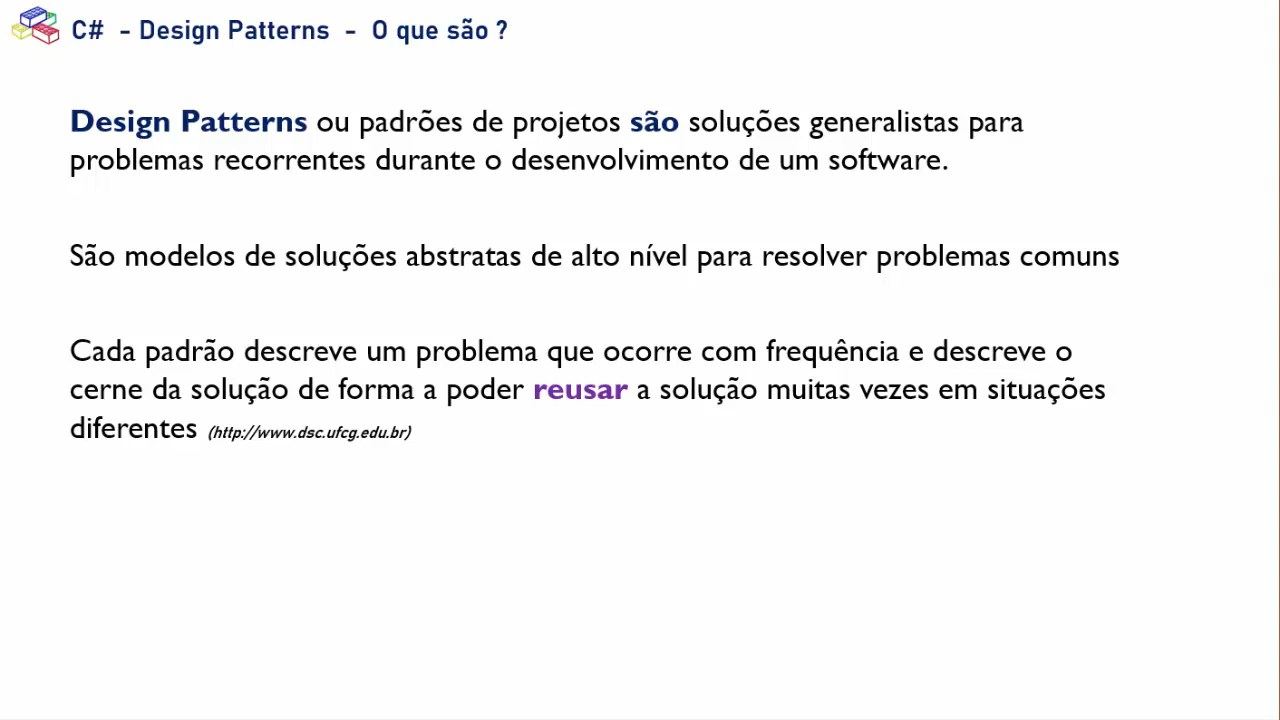 C# - Design Patterns - O que são ?
Design Patterns ou padrões de projetos são soluções generalistas para
problemas recorrentes durante o desenvolvimento de um software.
São modelos de soluções abstratas de alto nível para resolver problemas comuns
Cada padrão descreve um problema que ocorre com frequência e descreve o
cerne da solução de forma a poder reusar a solução muitas vezes em situações
diferentes (http://www.dsc.ufcg.edu.br)